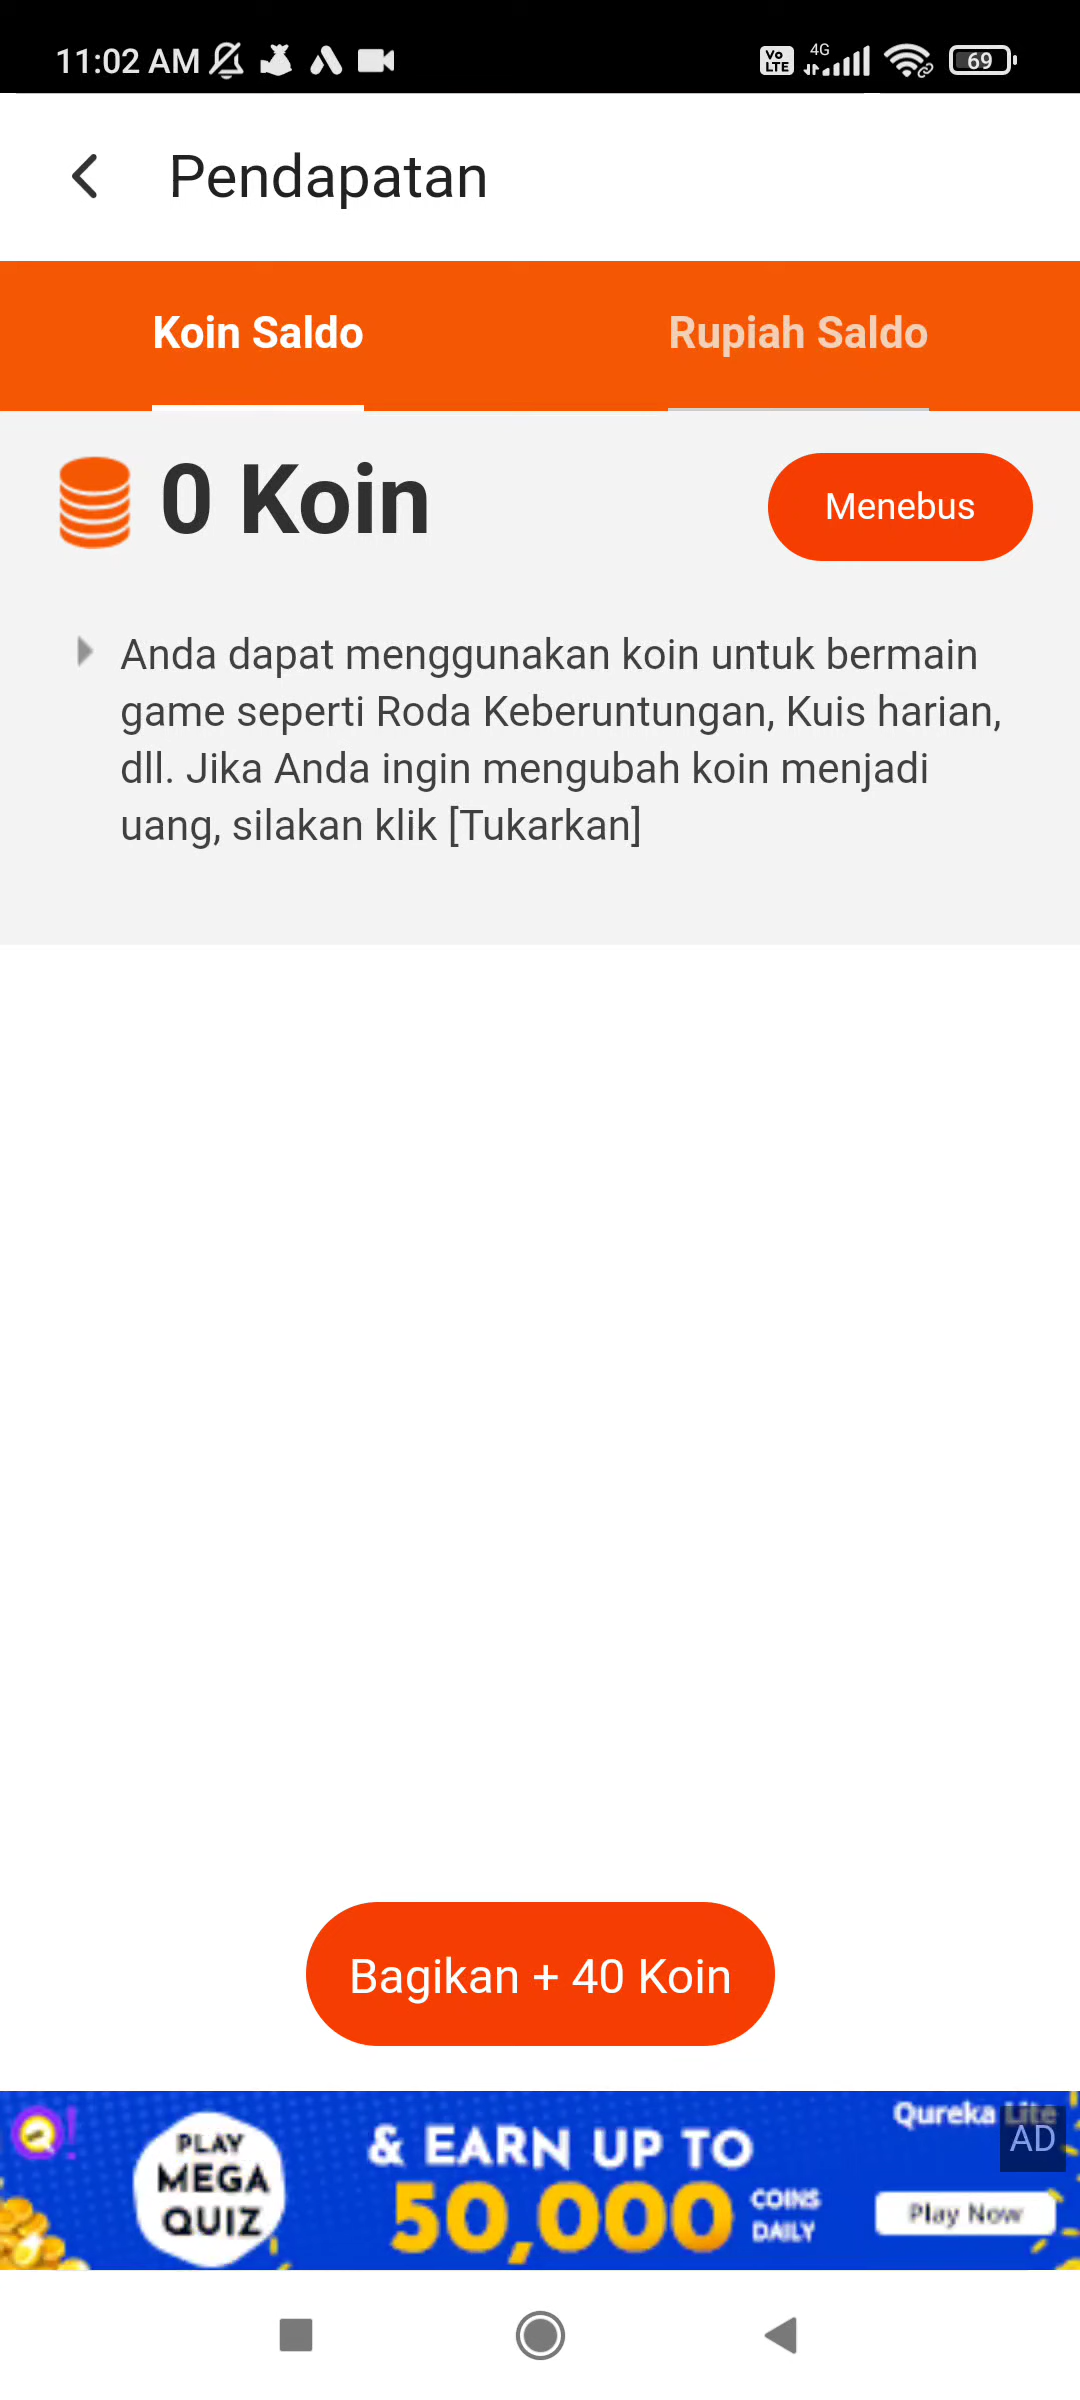 11:02 AM
Vo LTE
4G
69
Pendapatan
Koin Saldo
Rupiah Saldo
0 Koin
Menebus
Anda dapat menggunakan koin untuk bermain
game seperti Roda Keberuntungan, Kuis harian,
dll. Jika Anda ingin mengubah koin menjadi
uang, silakan klik [Tukarkan]
Bagikan + 40 Koin
PLAY
MEGA
QUIZ
& EARN UP TO
50,000
COINS
DAILY
Qureka Lite
AD
Play Now